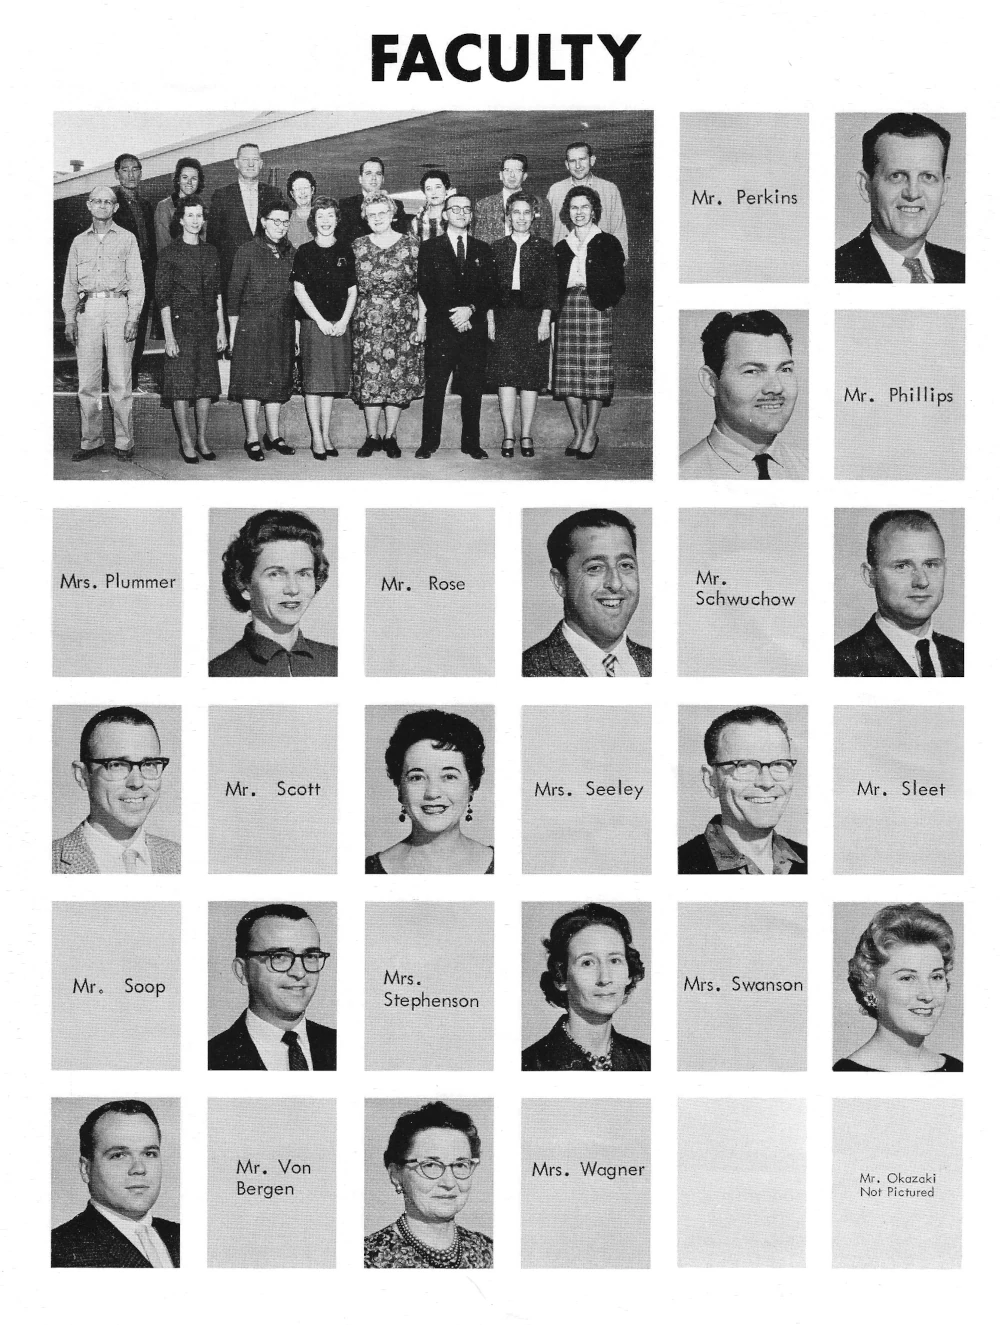 FACULTY
Mr. Perkins
Mr. Phillips
Mrs. Plummer
Mr. Rose
Mr.
Schwuchow
Mr. Scott
Mrs. Seeley
Mr. Sleet
Mr. Soop
Mrs.
Stephenson
Mrs. Swanson
Mr. Von
Bergen
Mrs. Wagner
Mr. Okazaki
Not Pictured